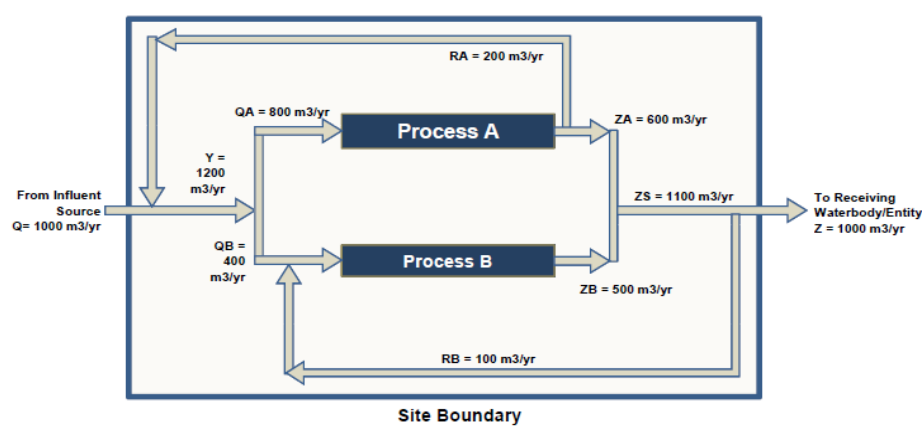 RA = 200 m3/yr
QA = 800 m3/yr
Process A
ZA = 600 m3/yr
Y =
1200
m3/yr
From Influent
Source
Q= 1000 m3/yr
ZS = 1100 m3/yr
To Receiving
Waterbody/Entity
Z = 1000 m3/yr
QB =
400
m3/yr
Process B
ZB = 500 m3/yr
RB = 100 m3/yr
Site Boundary